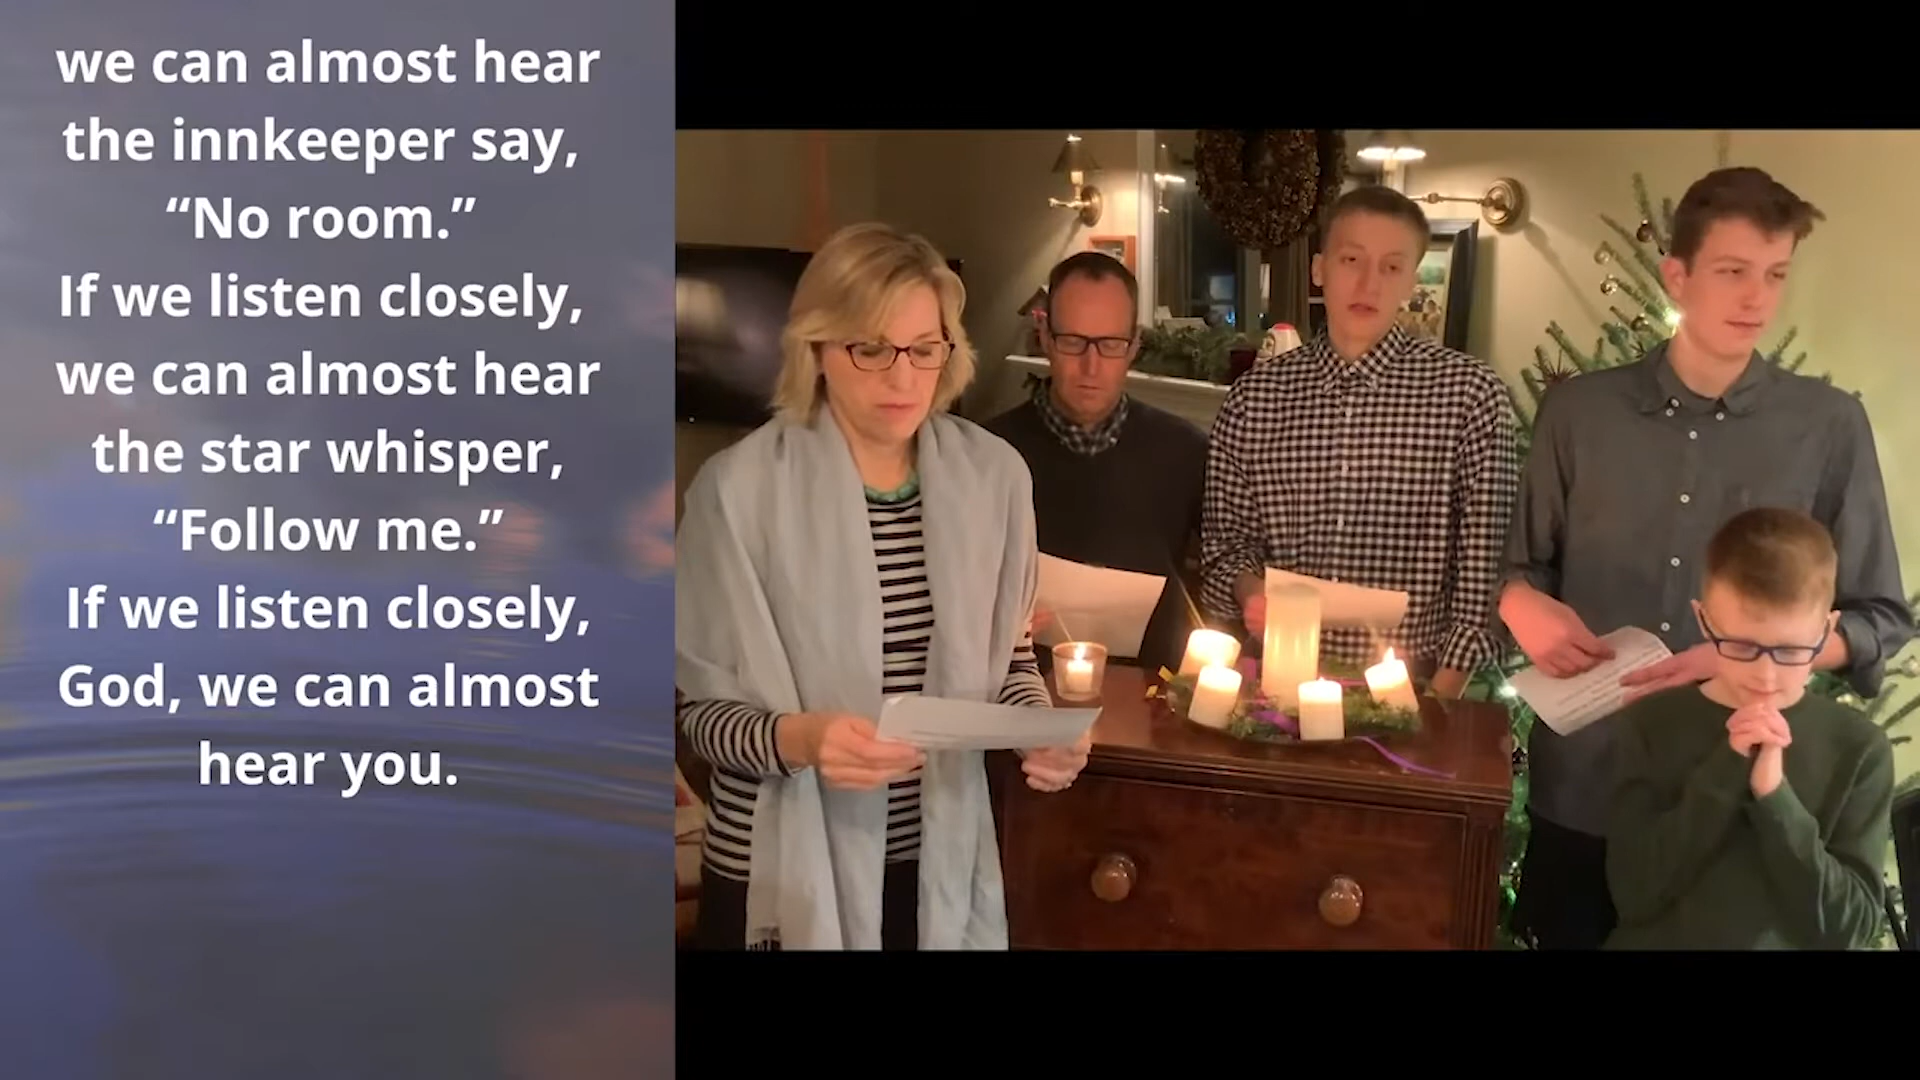 we can almost hear
the innkeeper say,
“No room.”
If we listen closely,
we can almost hear
the star whisper,
“Follow me.”
If we listen closely,
God, we can almost
hear you.